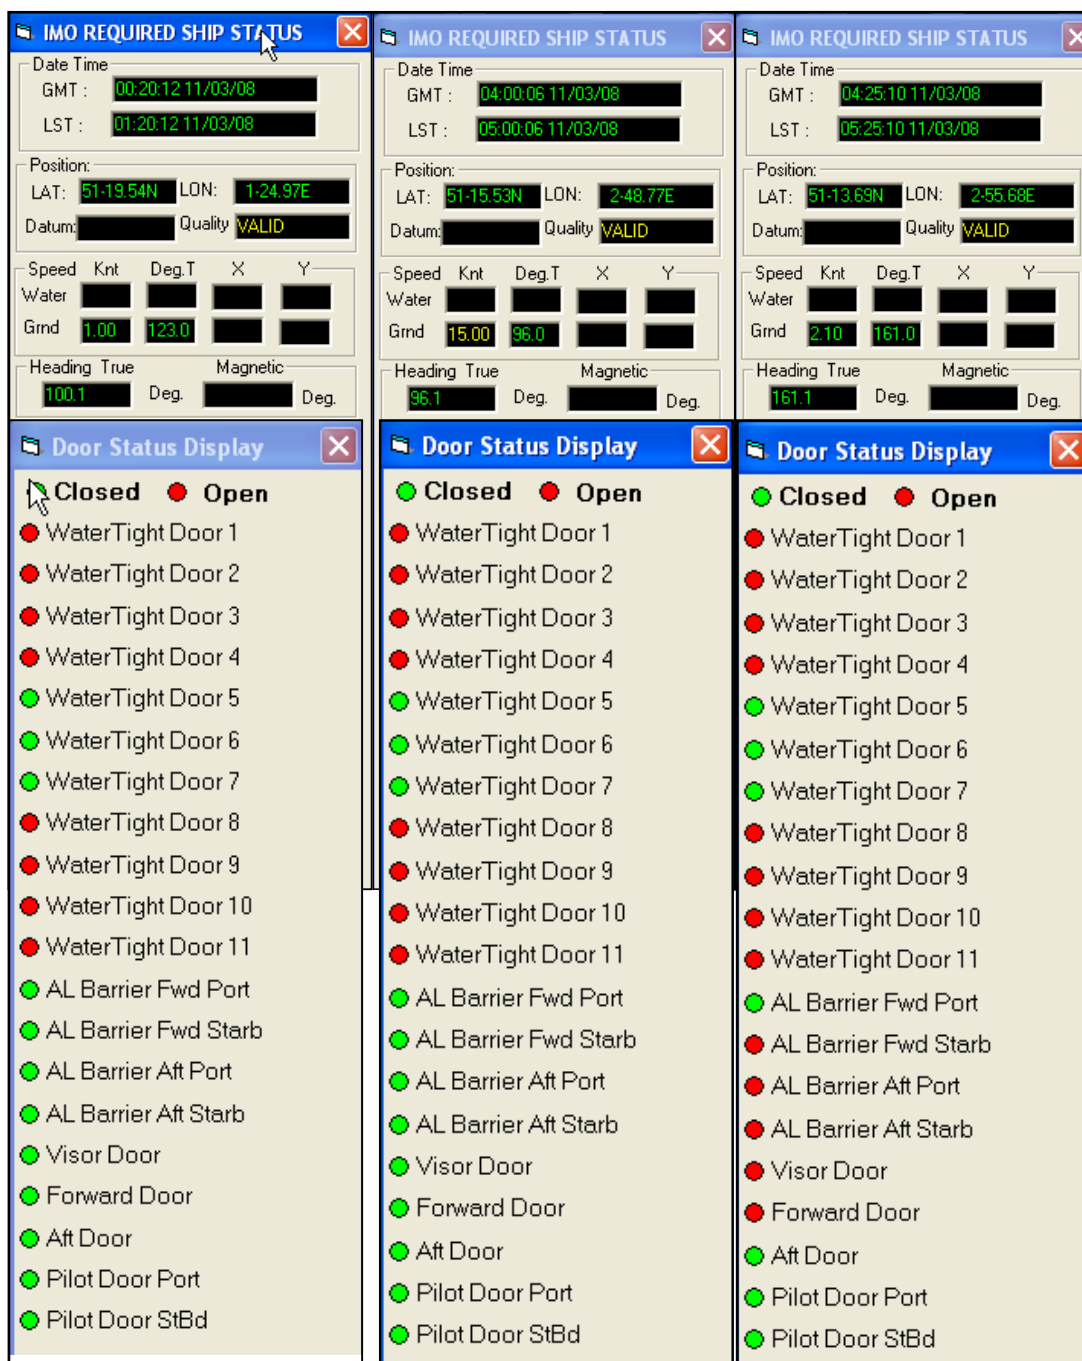 IMO REQUIRED SHIP STATUS
Date Time
GMT : 00:20:12 11/03/08
LST : 01:20:12 11/03/08
Position:
LAT: 51-19.54N LON: 1-24.97E
Datum: Quality VALID
Speed Knt Deg.T X Y
Water
Grnd 1.00 123.0
Heading True Magnetic
100.1 Deg. Deg.
Door Status Display
Closed Open
WaterTight Door 1
WaterTight Door 2
WaterTight Door 3
WaterTight Door 4
WaterTight Door 5
WaterTight Door 6
WaterTight Door 7
WaterTight Door 8
WaterTight Door 9
WaterTight Door 10
WaterTight Door 11
AL Barrier Fwd Port
AL Barrier Fwd Starb
AL Barrier Aft Port
AL Barrier Aft Starb
Visor Door
Forward Door
Aft Door
Pilot Door Port
Pilot Door StBd
IMO REQUIRED SHIP STATUS
Date Time
GMT : 04:00:06 11/03/08
LST : 05:00:06 11/03/08
Position:
LAT: 51-15.53N LON: 2-48.77E
Datum: Quality VALID
Speed Knt Deg.T X Y
Water
Grnd 15.00 96.0
Heading True Magnetic
96.1 Deg. Deg.
Door Status Display
Closed Open
WaterTight Door 1
WaterTight Door 2
WaterTight Door 3
WaterTight Door 4
WaterTight Door 5
WaterTight Door 6
WaterTight Door 7
WaterTight Door 8
WaterTight Door 9
WaterTight Door 10
WaterTight Door 11
AL Barrier Fwd Port
AL Barrier Fwd Starb
AL Barrier Aft Port
AL Barrier Aft Starb
Visor Door
Forward Door
Aft Door
Pilot Door Port
Pilot Door StBd
IMO REQUIRED SHIP STATUS
Date Time
GMT : 04:25:10 11/03/08
LST : 05:25:10 11/03/08
Position:
LAT: 51-13.69N LON: 2-55.68E
Datum: Quality VALID
Speed Knt Deg.T X Y
Water
Grnd 2.10 161.0
Heading True Magnetic
161.1 Deg. Deg.
Door Status Display
Closed Open
WaterTight Door 1
WaterTight Door 2
WaterTight Door 3
WaterTight Door 4
WaterTight Door 5
WaterTight Door 6
WaterTight Door 7
WaterTight Door 8
WaterTight Door 9
WaterTight Door 10
WaterTight Door 11
AL Barrier Fwd Port
AL Barrier Fwd Starb
AL Barrier Aft Port
AL Barrier Aft Starb
Visor Door
Forward Door
Aft Door
Pilot Door Port
Pilot Door StBd